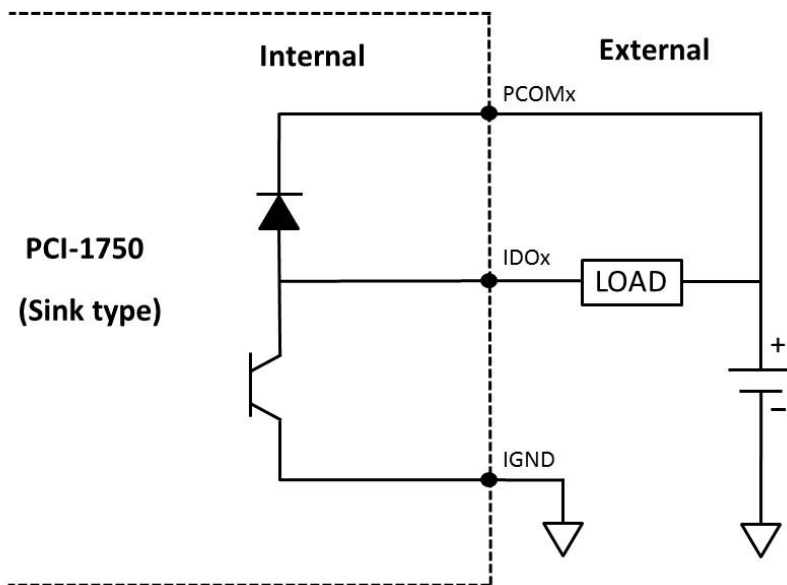 Internal
External
PCOMx
PCI-1750
(Sink type)
IDOx
LOAD
+
−
IGND